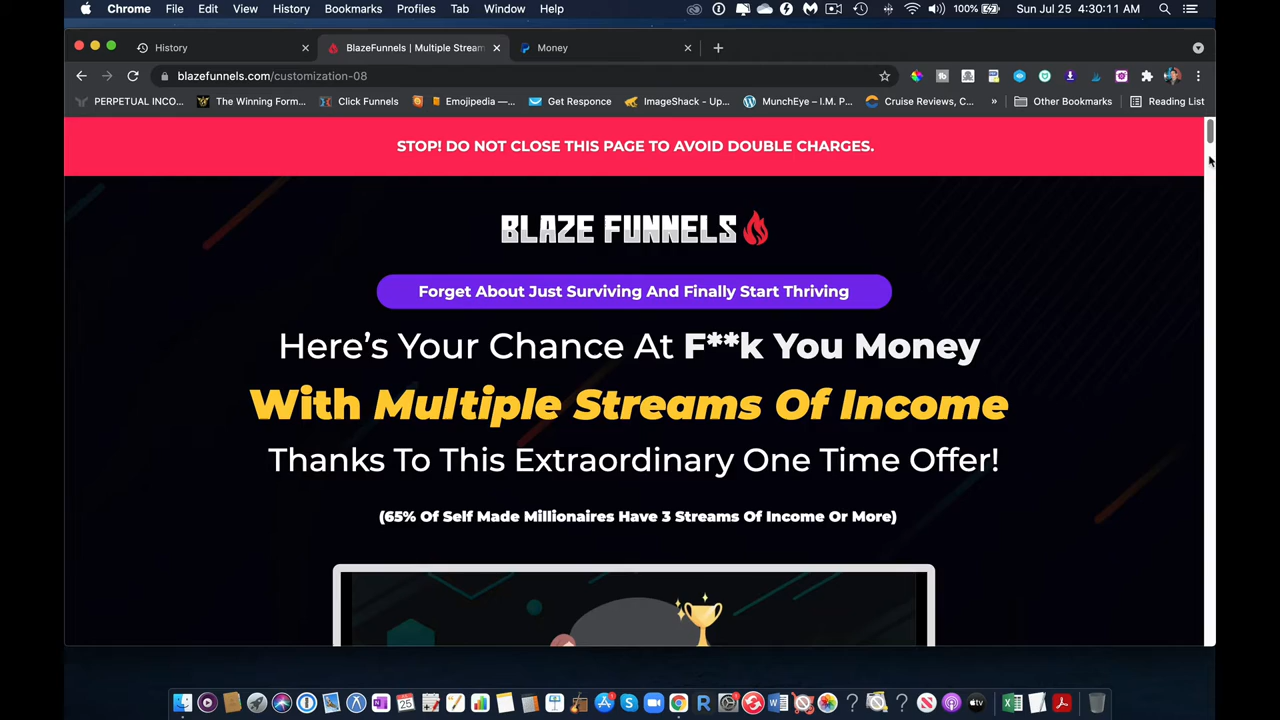 Chrome File Edit View History Bookmarks Profiles Tab Window Help 100% Sun Jul 25 4:30:11 AM
History BlazeFunnels | Multiple Stream Money
blazefunnels.com/customization-08
PERPETUAL INCO... The Winning Form... Click Funnels Emojipedia —... Get Responce ImageShack - Up... MunchEye – I.M. P... Cruise Reviews, C... » Other Bookmarks Reading List
STOP! DO NOT CLOSE THIS PAGE TO AVOID DOUBLE CHARGES.
BLAZE FUNNELS
Forget About Just Surviving And Finally Start Thriving
Here's Your Chance At F**k You Money
With Multiple Streams Of Income
Thanks To This Extraordinary One Time Offer!
(65% Of Self Made Millionaires Have 3 Streams Of Income Or More)